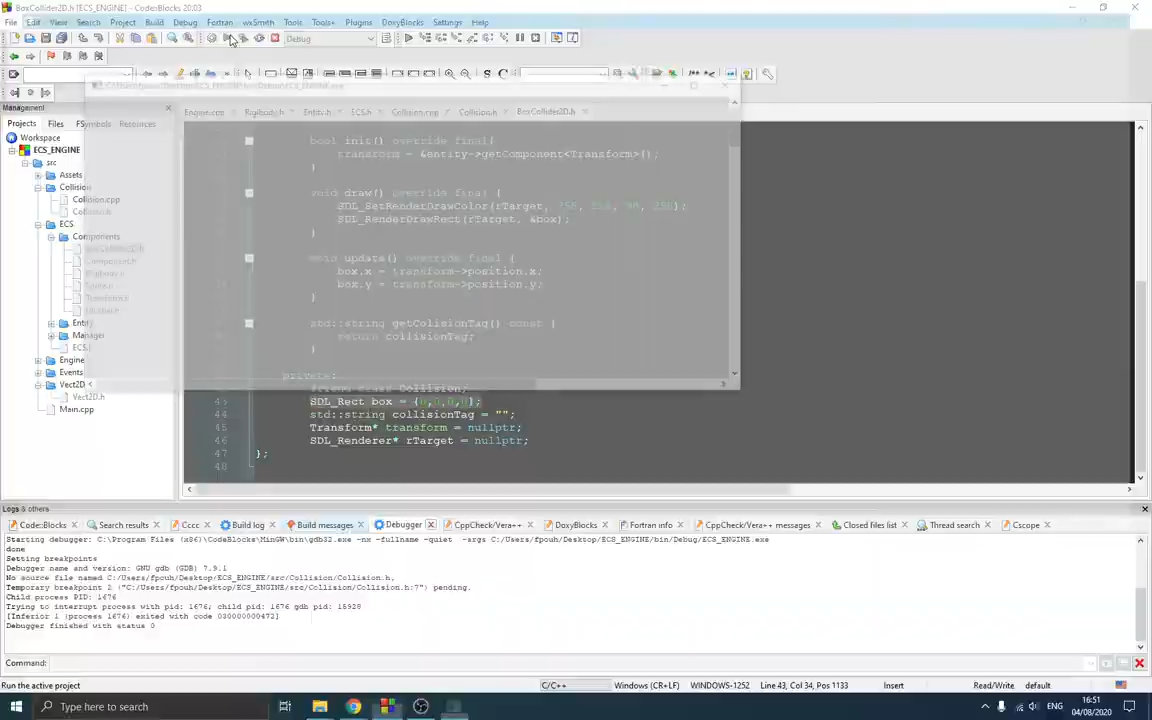 BoxCollider2D.h [ECS_ENGINE] - Code::Blocks 20.03
File Edit View Search Project Build Debug Fortran wxSmith Tools Tools+ Plugins DoxyBlocks Settings Help
Debug
Management
Projects Files FSymbols Resources
Engine.cpp Rigibody.h Entity.h ECS.h Collision.cpp Collision.h BoxCollider2D.h
Workspace
ECS_ENGINE
src
Assets
Collision
Collision.cpp
ECS
Components
Manager
Engine
Events
Vect2D
Vect2D.h
Main.cpp
bool init() override final{
transform = &entity->getComponent<Transform>();
}
void draw() override final {
SDL_SetRenderDrawColor(rTarget, 255, 255, 90, 255);
SDL_RenderDrawRect(rTarget, &box);
}
void update() override final {
box.x = transform->position.x;
box.y = transform->position.y;
}
std::string getColisionTag() const {
return collisionTag;
}
private:
friend class Collision;
43 SDL_Rect box = {0,0,0,0};
44 std::string collisionTag = "";
45 Transform* transform = nullptr;
46 SDL_Renderer* rTarget = nullptr;
47 };
48
Logs & others
Code::Blocks Search results Cccc Build log Build messages Debugger CppCheck/Vera++ DoxyBlocks Fortran info CppCheck/Vera++ messages Closed files list Thread search Cscope
Starting debugger: C:\Program Files (x86)\CodeBlocks\MinGW\bin\gdb32.exe -nx -fullname -quiet -args C:/Users/fpouh/Desktop/ECS_ENGINE/bin/Debug/ECS_ENGINE.exe
done
Setting breakpoints
Debugger name and version: GNU gdb (GDB) 7.9.1
No source file named C:/Users/fpouh/Desktop/ECS_ENGINE/src/Collision/Collision.h.
Temporary breakpoint 2 ("C:/Users/fpouh/Desktop/ECS_ENGINE/src/Collision/Collision.h:7") pending.
Child process PID: 1676
Trying to interrupt process with pid: 1676; child pid: 1676 gdb pid: 15928
[Inferior 1 (process 1676) exited with code 030000000472]
Debugger finished with status 0
Command:
Run the active project C/C++ Windows (CR+LF) WINDOWS-1252 Line 43, Col 34, Pos 1133 Insert Read/Write default
Type here to search ENG 16:51
04/08/2020